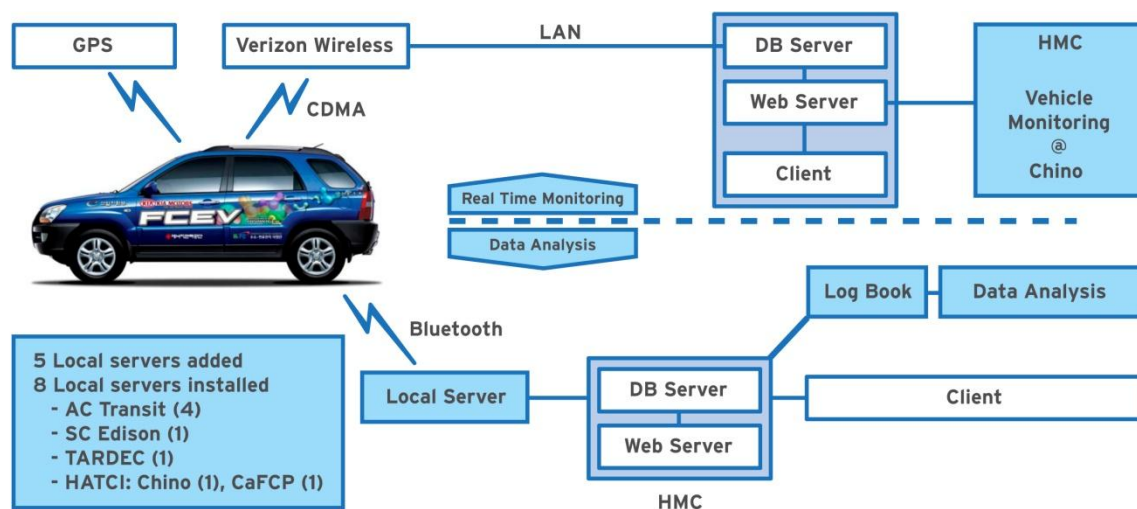 GPS
Verizon Wireless
LAN
CDMA
DB Server
Web Server
Client
HMC
Vehicle
Monitoring
@
Chino
FCEV
Real Time Monitoring
Data Analysis
Bluetooth
Log Book
Data Analysis
5 Local servers added
8 Local servers installed
- AC Transit (4)
- SC Edison (1)
- TARDEC (1)
- HATCI: Chino (1), CaFCP (1)
Local Server
DB Server
Web Server
Client
HMC